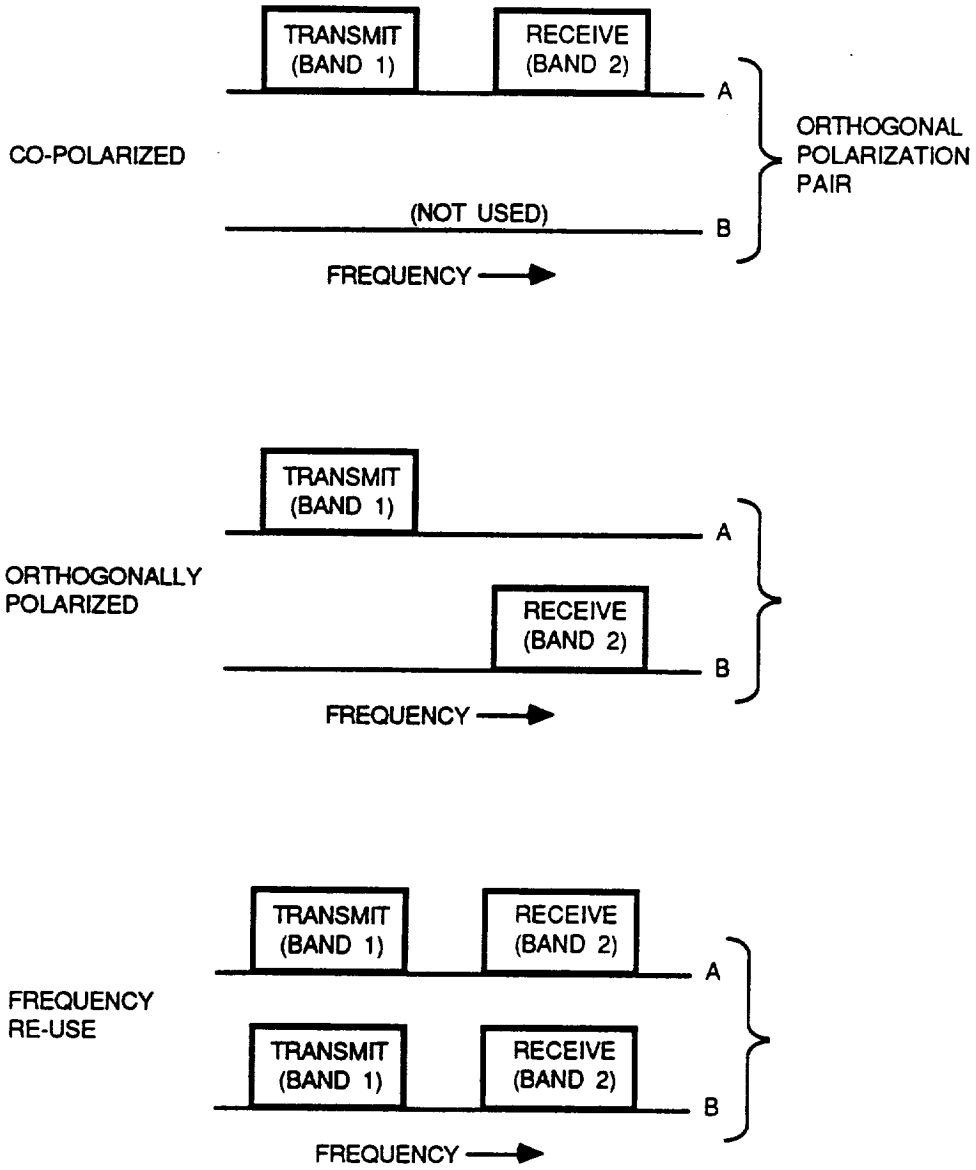 TRANSMIT
(BAND 1)
RECEIVE
(BAND 2)
A
CO-POLARIZED
ORTHOGONAL
POLARIZATION
PAIR
(NOT USED)
B
FREQUENCY
TRANSMIT
(BAND 1)
A
ORTHOGONALLY
POLARIZED
RECEIVE
(BAND 2)
B
FREQUENCY
TRANSMIT
(BAND 1)
RECEIVE
(BAND 2)
A
FREQUENCY
RE-USE
TRANSMIT
(BAND 1)
RECEIVE
(BAND 2)
B
FREQUENCY